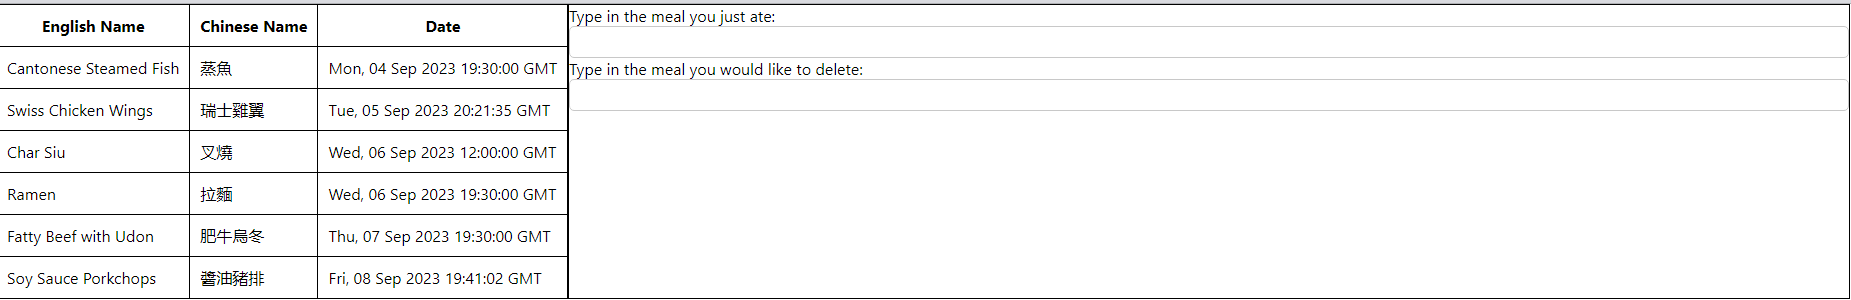 English Name Chinese Name Date
Cantonese Steamed Fish 蒸魚 Mon, 04 Sep 2023 19:30:00 GMT
Swiss Chicken Wings 瑞士雞翼 Tue, 05 Sep 2023 20:21:35 GMT
Char Siu 叉燒 Wed, 06 Sep 2023 12:00:00 GMT
Ramen 拉麵 Wed, 06 Sep 2023 19:30:00 GMT
Fatty Beef with Udon 肥牛烏冬 Thu, 07 Sep 2023 19:30:00 GMT
Soy Sauce Porkchops 醬油豬排 Fri, 08 Sep 2023 19:41:02 GMT
Type in the meal you just ate:
Type in the meal you would like to delete: